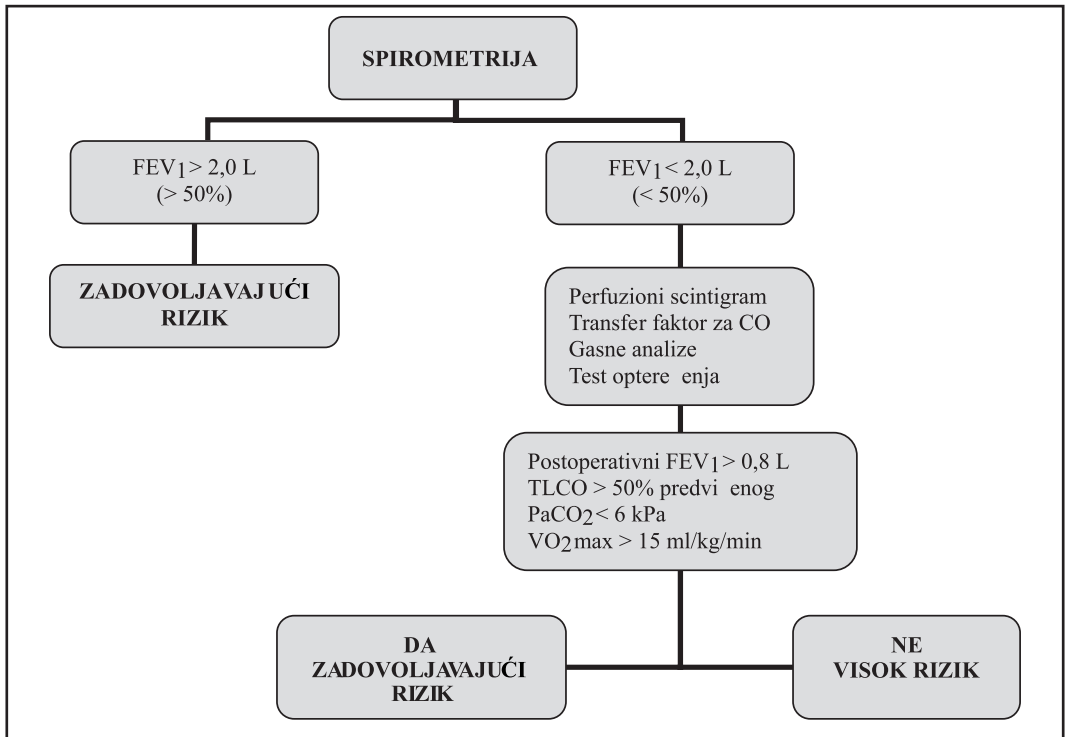 SPIROMETRIJA
FEV1 > 2,0 L
(> 50%)
FEV1 < 2,0 L
(< 50%)
ZADOVOLJAVAJUĆI
RIZIK
Perfuzioni scintigram
Transfer faktor za CO
Gasne analize
Test optere enja
Postoperativni FEV1 > 0,8 L
TLCO > 50% predvi enog
PaCO2 < 6 kPa
VO2max > 15 ml/kg/min
DA
ZADOVOLJAVAJUĆI
RIZIK
NE
VISOK RIZIK